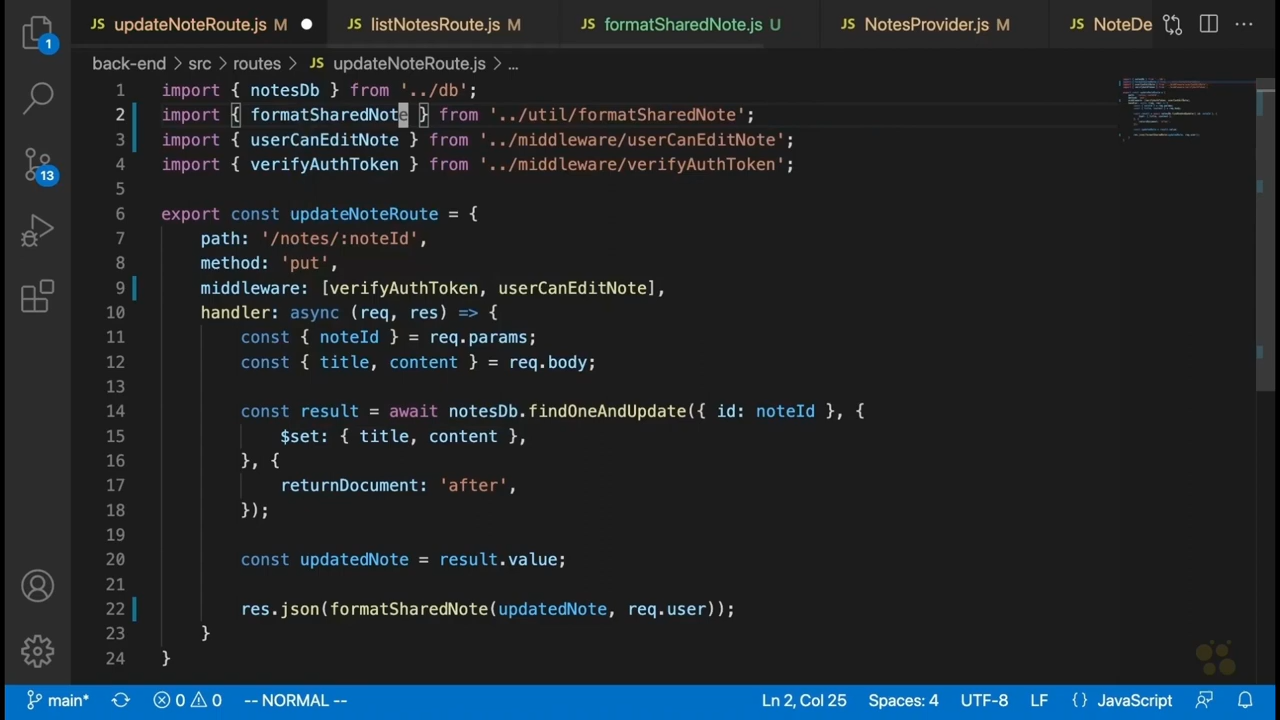 JS updateNoteRoute.js M JS listNotesRoute.js M JS formatSharedNote.js U JS NotesProvider.js M JS NoteDe
back-end > src > routes > JS updateNoteRoute.js > ...
1 import { notesDb } from '../db';
2 import { formatSharedNote } from '../util/formatSharedNote';
3 import { userCanEditNote } from '../middleware/userCanEditNote';
4 import { verifyAuthToken } from '../middleware/verifyAuthToken';
5
6 export const updateNoteRoute = {
7 path: '/notes/:noteId',
8 method: 'put',
9 middleware: [verifyAuthToken, userCanEditNote],
10 handler: async (req, res) => {
11 const { noteId } = req.params;
12 const { title, content } = req.body;
13
14 const result = await notesDb.findOneAndUpdate({ id: noteId }, {
15 $set: { title, content },
16 }, {
17 returnDocument: 'after',
18 });
19
20 const updatedNote = result.value;
21
22 res.json(formatSharedNote(updatedNote, req.user));
23 }
24 }
1
13
main* 0 0 -- NORMAL -- Ln 2, Col 25 Spaces: 4 UTF-8 LF {} JavaScript